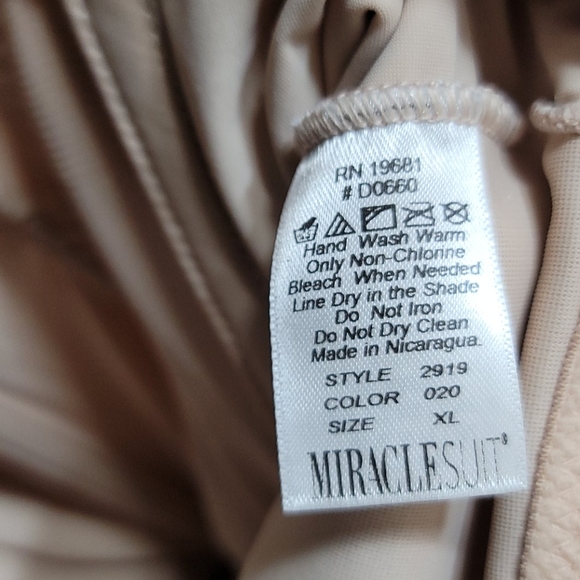 RN 19681
# D0660
Hand Wash Warm
Only Non-Chlorine
Bleach When Needed
Line Dry in the Shade
Do Not Iron
Do Not Dry Clean
Made in Nicaragua.
STYLE 2919
COLOR 020
SIZE XL
MIRACLESUIT®